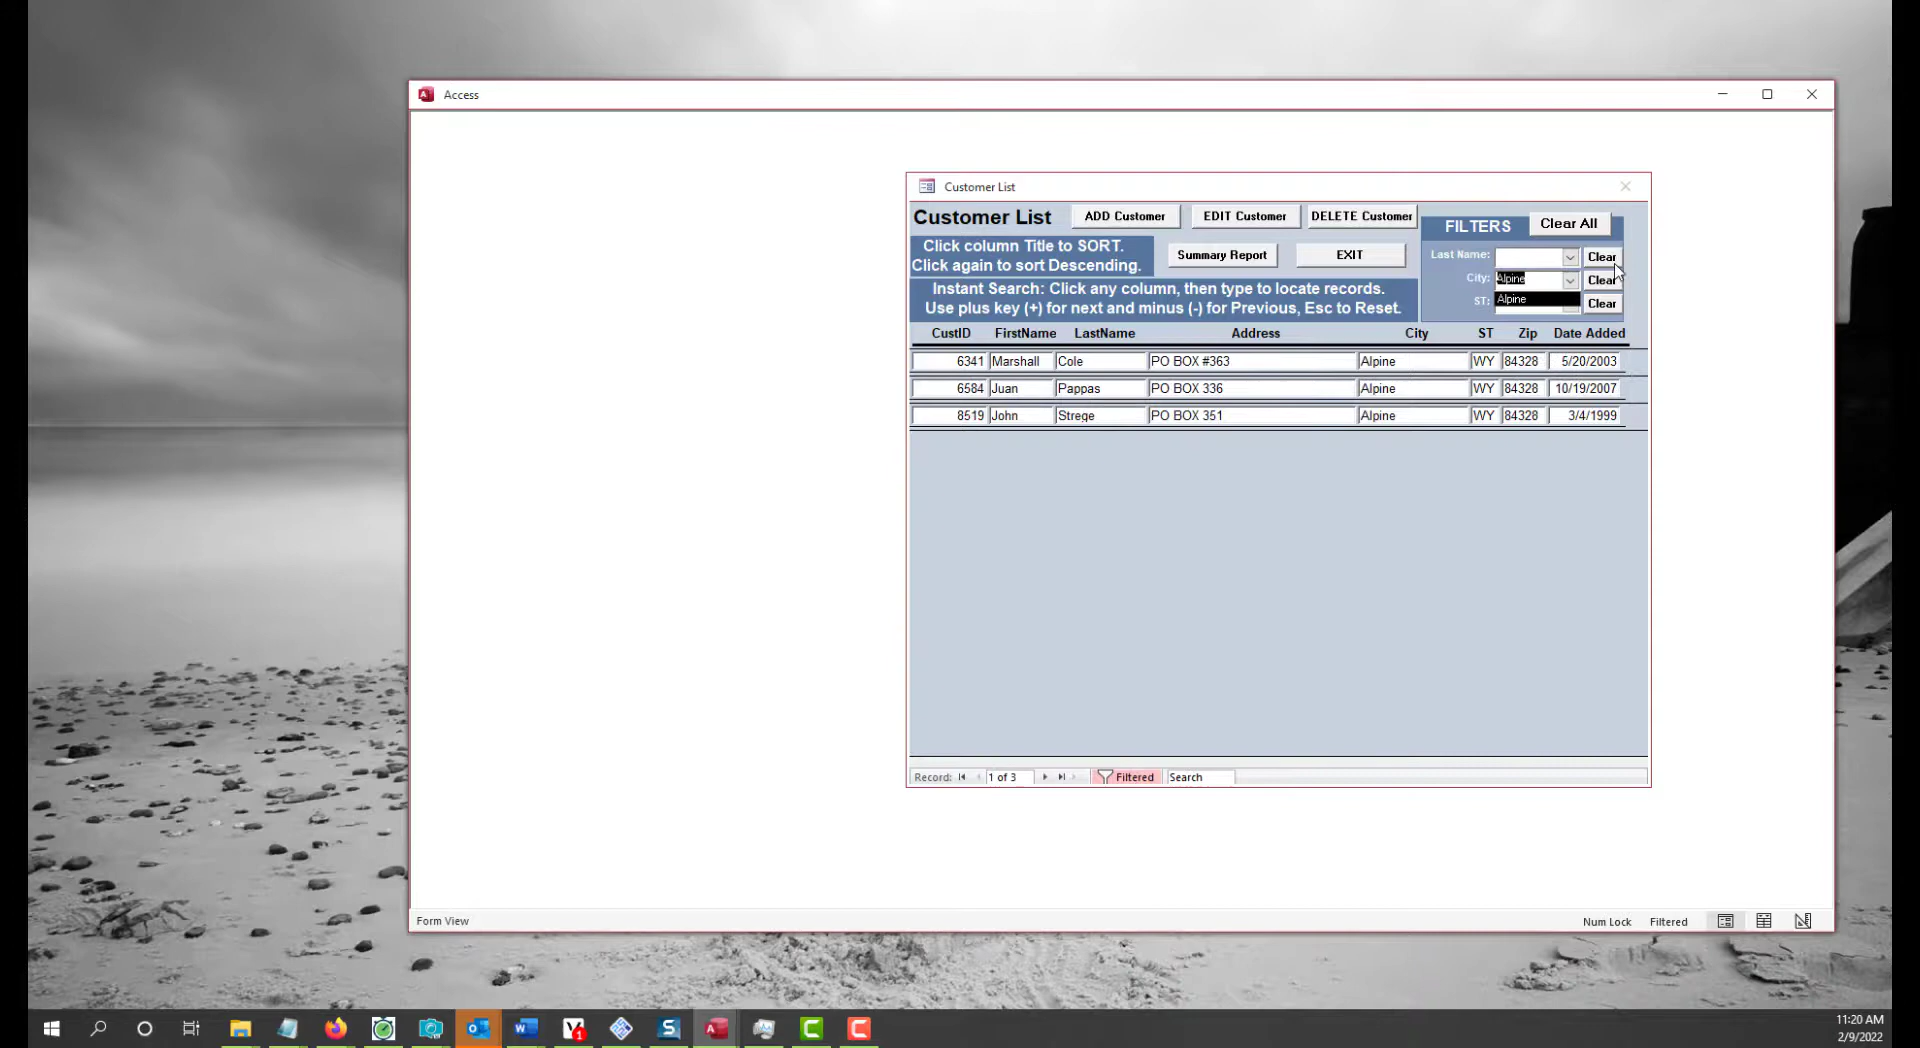 Access
Customer List
Customer List
ADD Customer
EDIT Customer
DELETE Customer
FILTERS
Clear All
Click column Title to SORT.
Click again to sort Descending.
Summary Report
EXIT
Last Name:
Clear
City:
Alpine
Clear
Alpine
ST:
Clear
Instant Search: Click any column, then type to locate records.
Use plus key (+) for next and minus (-) for Previous, Esc to Reset.
CustID FirstName LastName Address City ST Zip Date Added
6341 Marshall Cole PO BOX #363 Alpine WY 84328 5/20/2003
6584 Juan Pappas PO BOX 336 Alpine WY 84328 10/19/2007
8519 John Strege PO BOX 351 Alpine WY 84328 3/4/1999
Record: 1 of 3 Filtered Search
Form View
Num Lock Filtered
11:20 AM
2/9/2022